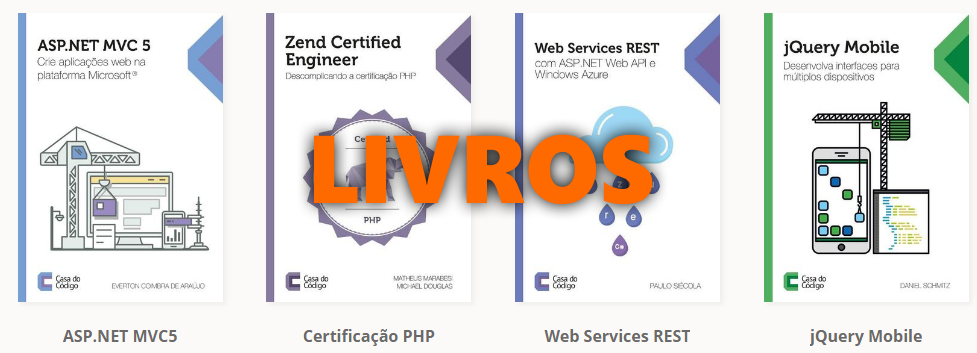 ASP.NET MVC 5
Crie aplicações web na
plataforma Microsoft®
Casa do
Código
EVERTON COIMBRA DE ARAÚJO
ASP.NET MVC5
Zend Certified
Engineer
Descomplicando a certificação PHP
PHP
Casa do
Código
MATHEUS MARABESI
MICHAEL DOUGLAS
Certificação PHP
LIVROS
Web Services REST
com ASP.NET Web API e
Windows Azure
r
e
Casa do
Código
PAULO SIÉCOLA
Web Services REST
jQuery Mobile
Desenvolva interfaces para
múltiplos dispositivos
Casa do
Código
DANIEL SCHMITZ
jQuery Mobile